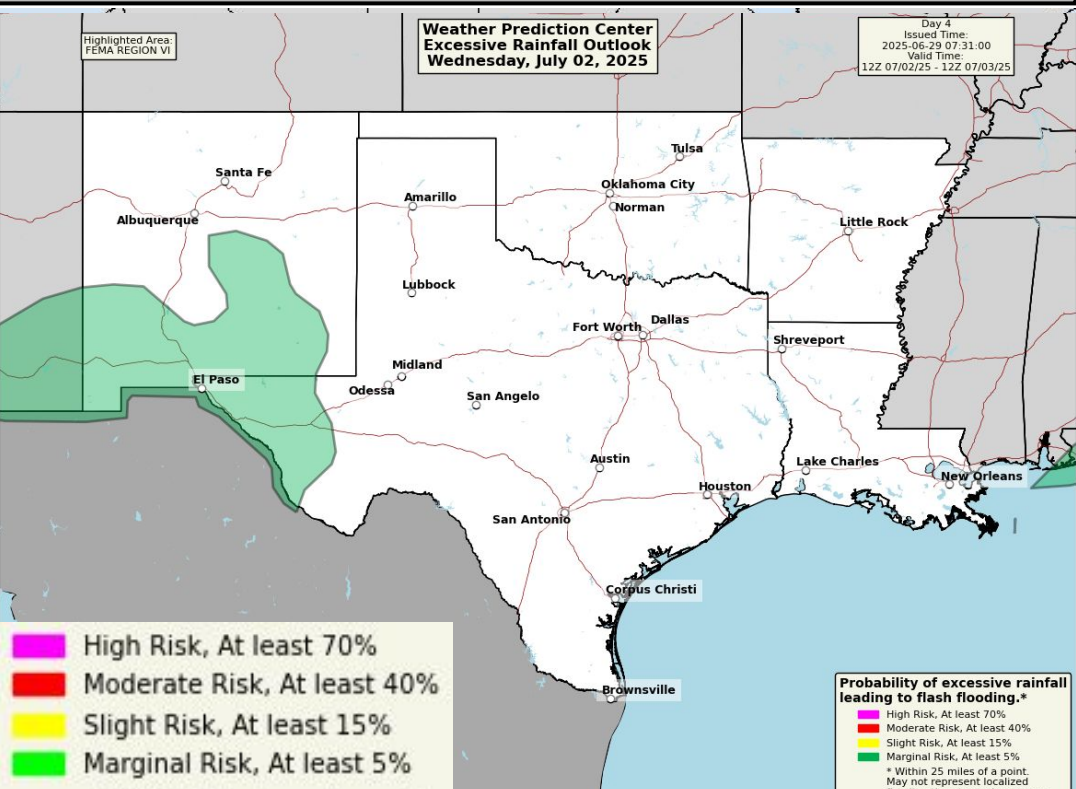 Highlighted Area:
FEMA REGION VI
Weather Prediction Center
Excessive Rainfall Outlook
Wednesday, July 02, 2025
Day 4
Issued Time:
2025-06-29 07:31:00
Valid Time:
12Z 07/02/25 - 12Z 07/03/25
Santa Fe
Albuquerque
Amarillo
Tulsa
Oklahoma City
Norman
Little Rock
Lubbock
Fort Worth
Dallas
Shreveport
Midland
El Paso
Odessa
San Angelo
Austin
Lake Charles
Houston
New Orleans
San Antonio
Corpus Christi
Brownsville
High Risk, At least 70%
Moderate Risk, At least 40%
Slight Risk, At least 15%
Marginal Risk, At least 5%
Probability of excessive rainfall
leading to flash flooding.*
High Risk, At least 70%
Moderate Risk, At least 40%
Slight Risk, At least 15%
Marginal Risk, At least 5%
* Within 25 miles of a point.
May not represent localized